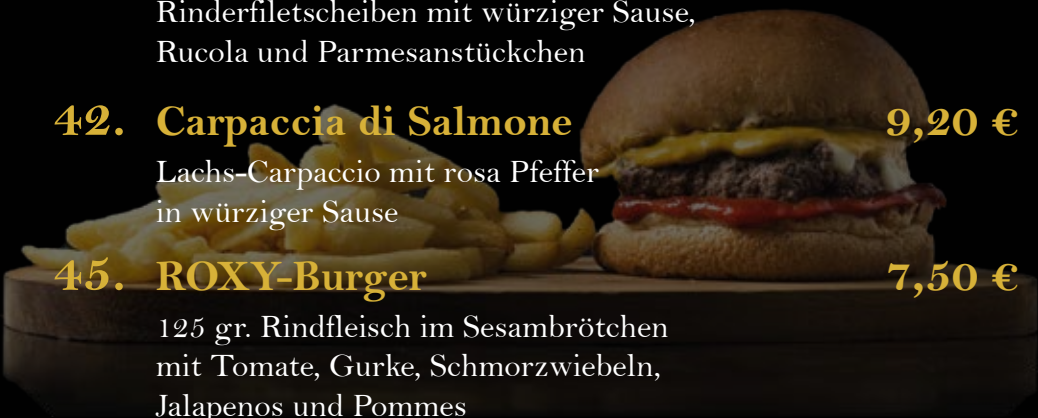 Rinderfiletscheiben mit würziger Sause,
Rucola und Parmesanstückchen
42. Carpaccia di Salmone 9,20 €
Lachs-Carpaccio mit rosa Pfeffer
in würziger Sause
45. ROXY-Burger 7,50 €
125 gr. Rindfleisch im Sesambrötchen
mit Tomate, Gurke, Schmorzwiebeln,
Jalapenos und Pommes